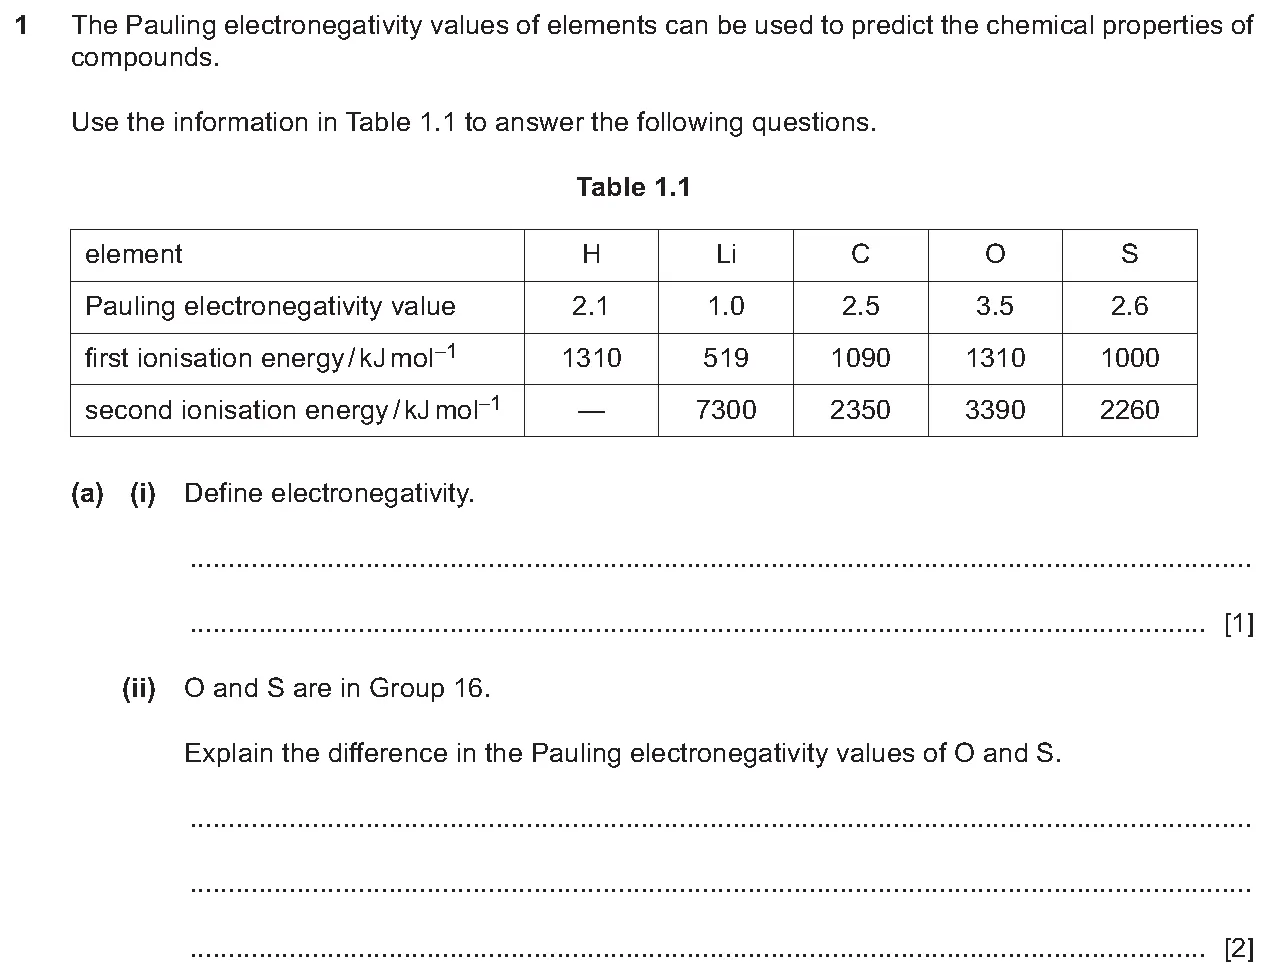 1 The Pauling electronegativity values of elements can be used to predict the chemical properties of
compounds.
Use the information in Table 1.1 to answer the following questions.
Table 1.1
element H Li C O S
Pauling electronegativity value 2.1 1.0 2.5 3.5 2.6
first ionisation energy / kJ mol⁻¹ 1310 519 1090 1310 1000
second ionisation energy / kJ mol⁻¹ — 7300 2350 3390 2260
(a) (i) Define electronegativity.
..........................................................................................................................................
.................................................................................................................................... [1]
(ii) O and S are in Group 16.
Explain the difference in the Pauling electronegativity values of O and S.
..........................................................................................................................................
..........................................................................................................................................
.................................................................................................................................... [2]